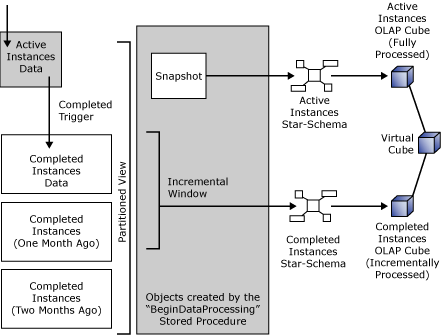 Active
Instances
Data
Completed
Trigger
Completed
Instances
Data
Completed
Instances
(One Month Ago)
Completed
Instances
(Two Months Ago)
Partitioned View
Snapshot
Incremental
Window
Objects created by the
"BeginDataProcessing"
Stored Procedure
Active
Instances
Star-Schema
Completed
Instances
Star-Schema
Active
Instances
OLAP Cube
(Fully
Processed)
Virtual
Cube
Completed
Instances
OLAP Cube
(Incrementally
Processed)